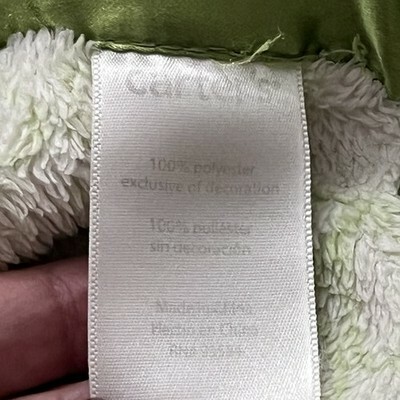 carter's
100% polyester
exclusive of decoration
100% poliéster
sin decoración
Made in China
Hecho en China